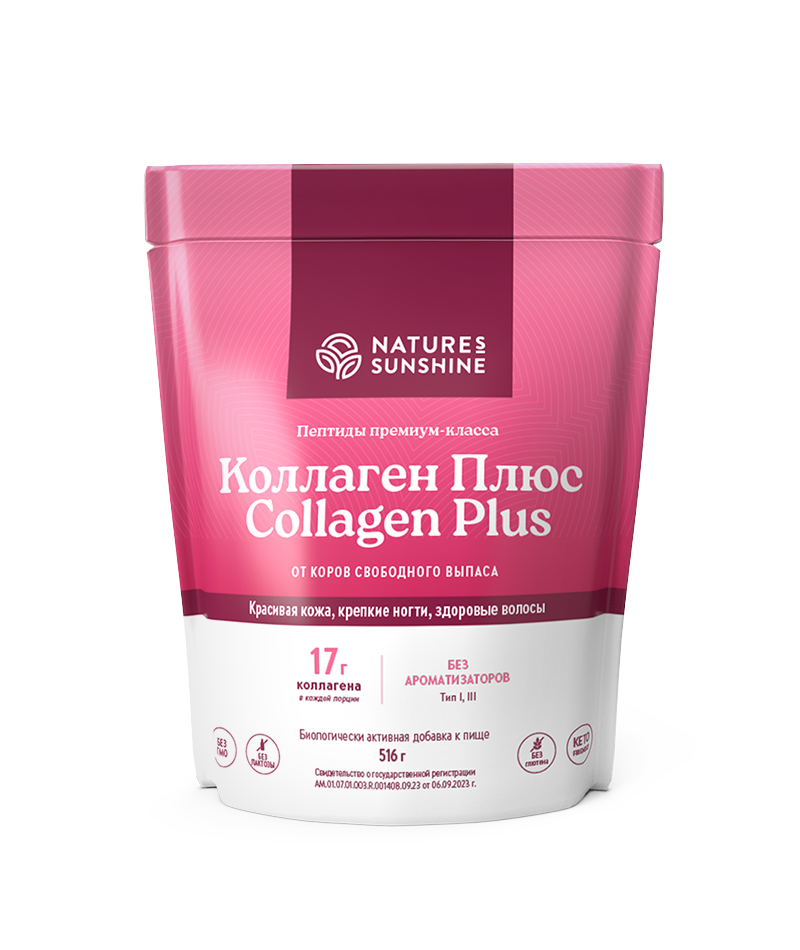 NATURES
SUNSHINE
Пептиды премиум-класса
Коллаген Плюс
Collagen Plus
ОТ КОРОВ СВОБОДНОГО ВЫПАСА
Красивая кожа, крепкие ногти, здоровые волосы
17 г
коллагена
в каждой порции
БЕЗ
АРОМАТИЗАТОРОВ
Тип I, III
БЕЗ
ГМО
БЕЗ
ЛАКТОЗЫ
Биологически активная добавка к пище
516 г
Свидетельство о государственной регистрации
AM.01.07.01.003.R.001408.09.23 от 06.09.2023 г.
БЕЗ
ГЛЮТЕНА
KETO
FRIENDLY